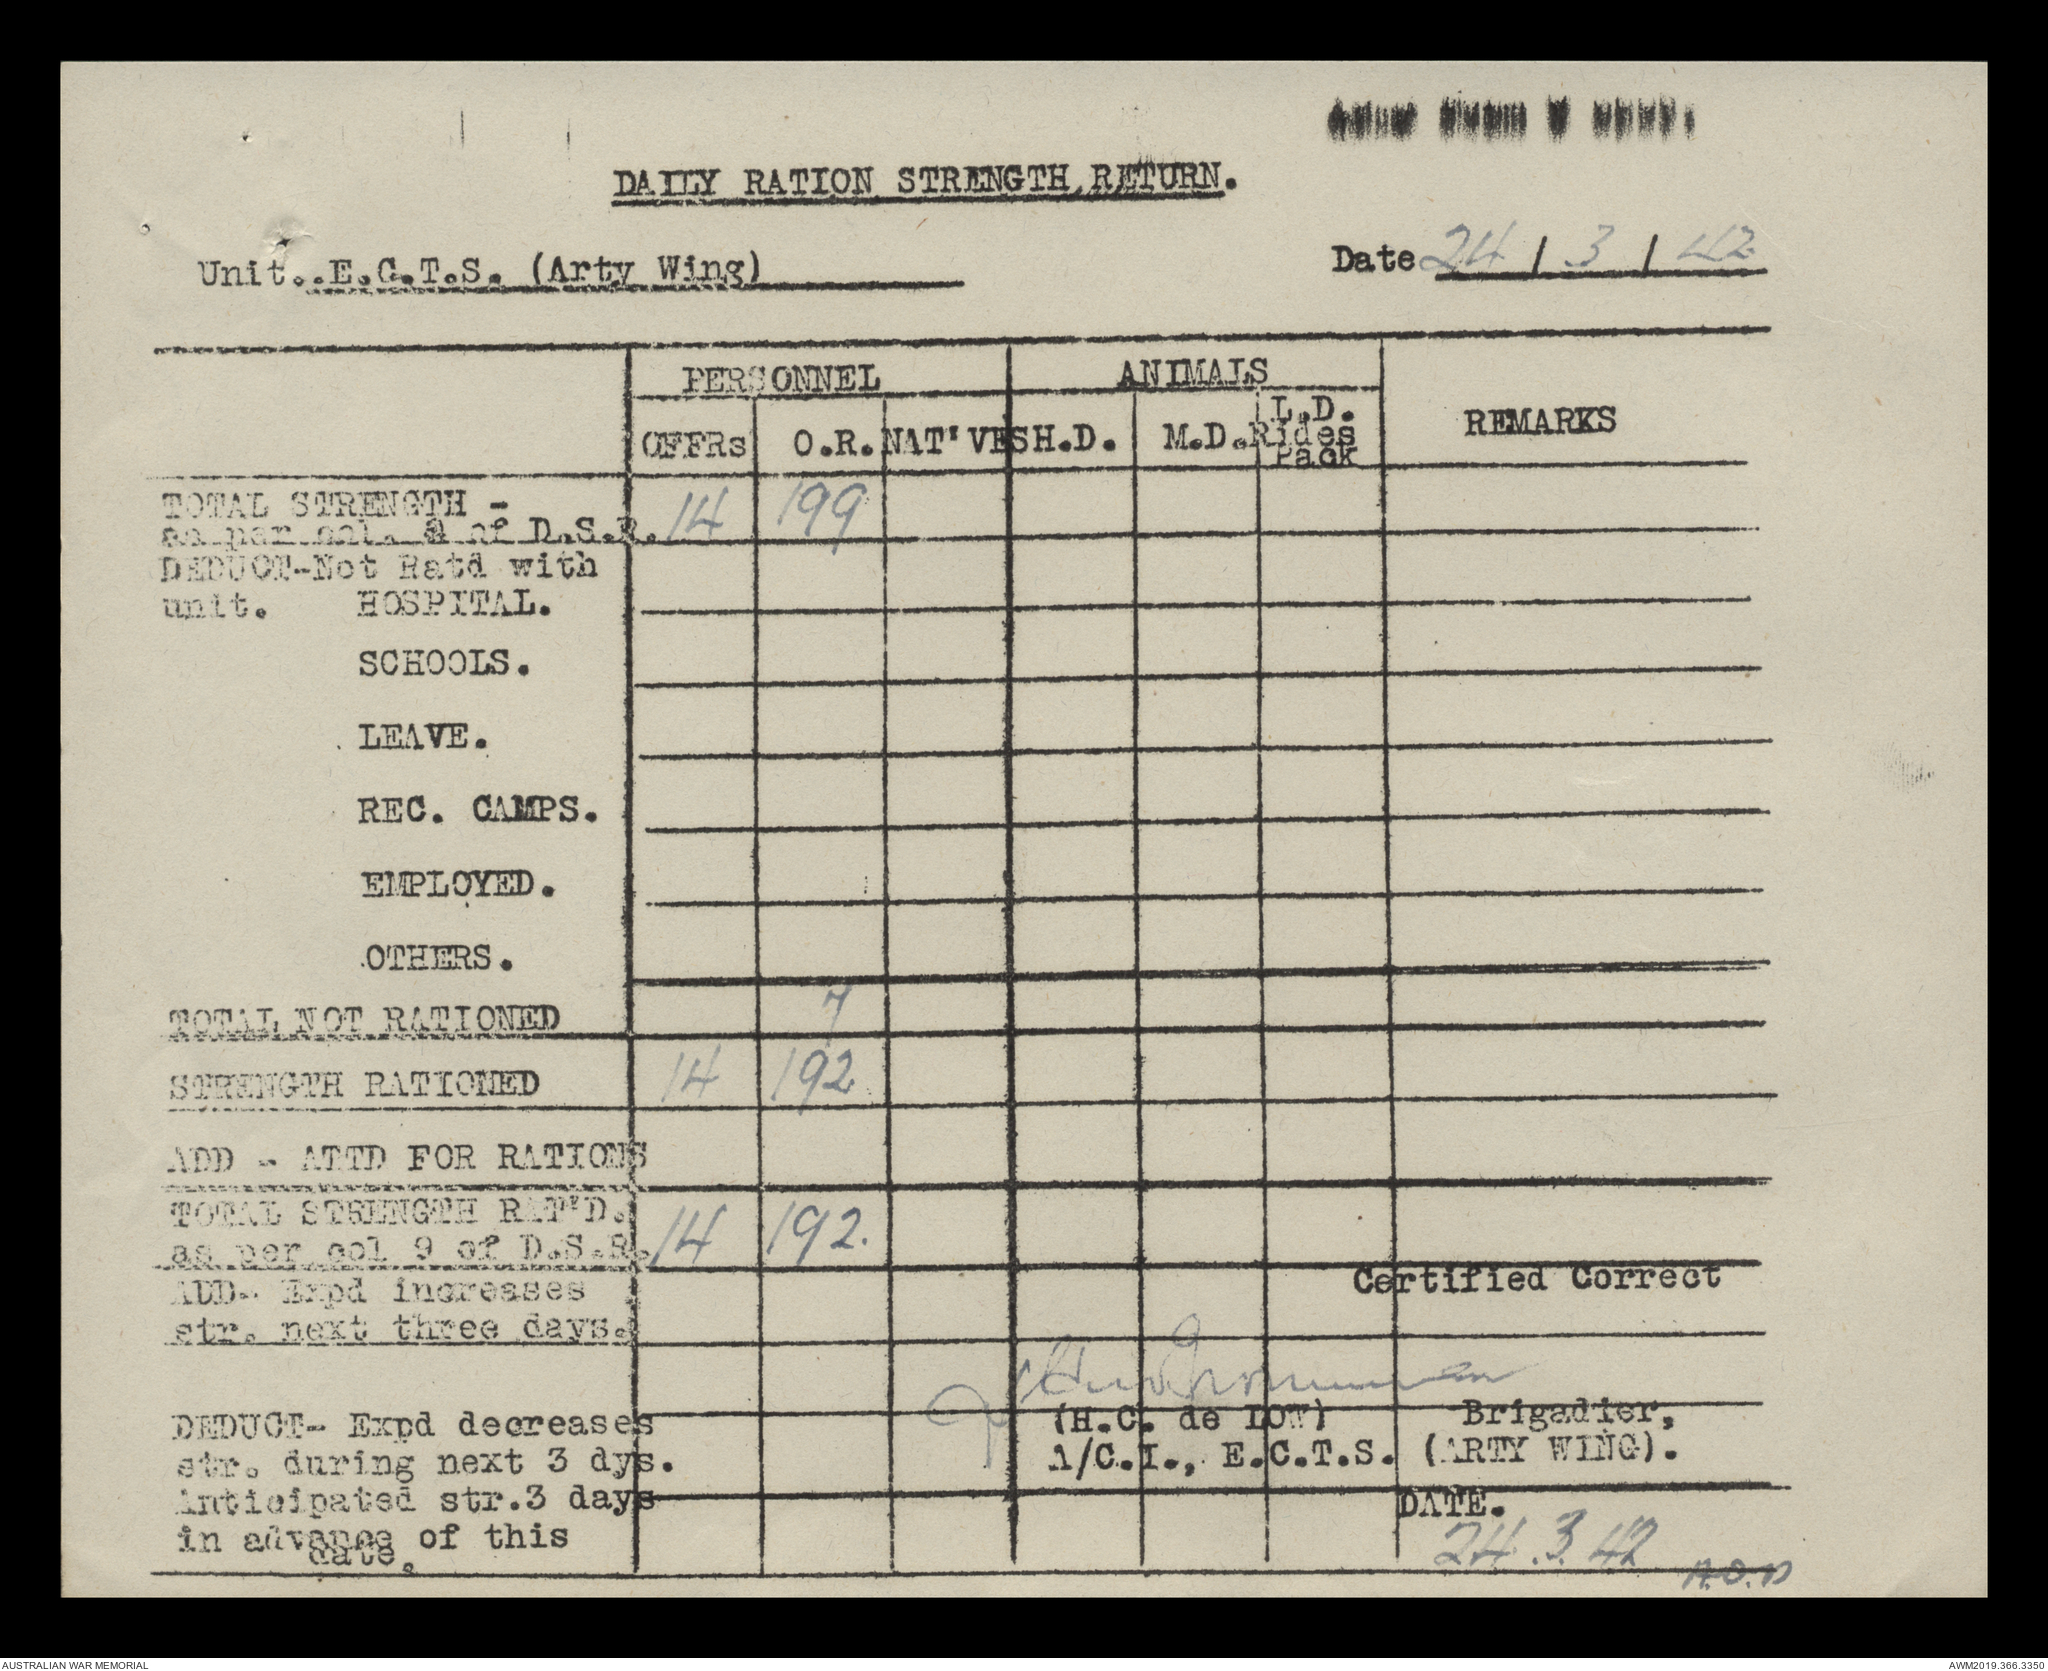 DAILY RATION STRENGTH RETURN.
Unit..E.C.T.S. (Arty Wing)
Date 24 / 3 / 42
PERSONNEL
ANIMALS
REMARKS
OFFRs O.R. NAT'VES H.D. M.D. L.D.
Rides
Pack
TOTAL STRENGTH -
as per col. a of D.S.R. 14 199
DEDUCT-Not Ratd with
unit. HOSPITAL.
SCHOOLS.
LEAVE.
REC. CAMPS.
EMPLOYED.
OTHERS.
TOTAL NOT RATIONED 7
STRENGTH RATIONED 14 192
ADD - ATTD FOR RATIONS
TOTAL STRENGTH RAT'D.
as per col 9 of D.S.R. 14 192.
Certified Correct
ADD- Expd increases
str. next three days.
(H.C. de LOW) Brigadier,
A/C.I., E.C.T.S. (ARTY WING).
DEDUCT- Expd decreases
str. during next 3 dys.
Anticipated str.3 days
in advance of this
date.
DATE.
24.3.42
AUSTRALIAN WAR MEMORIAL
AWM2019.366.3350